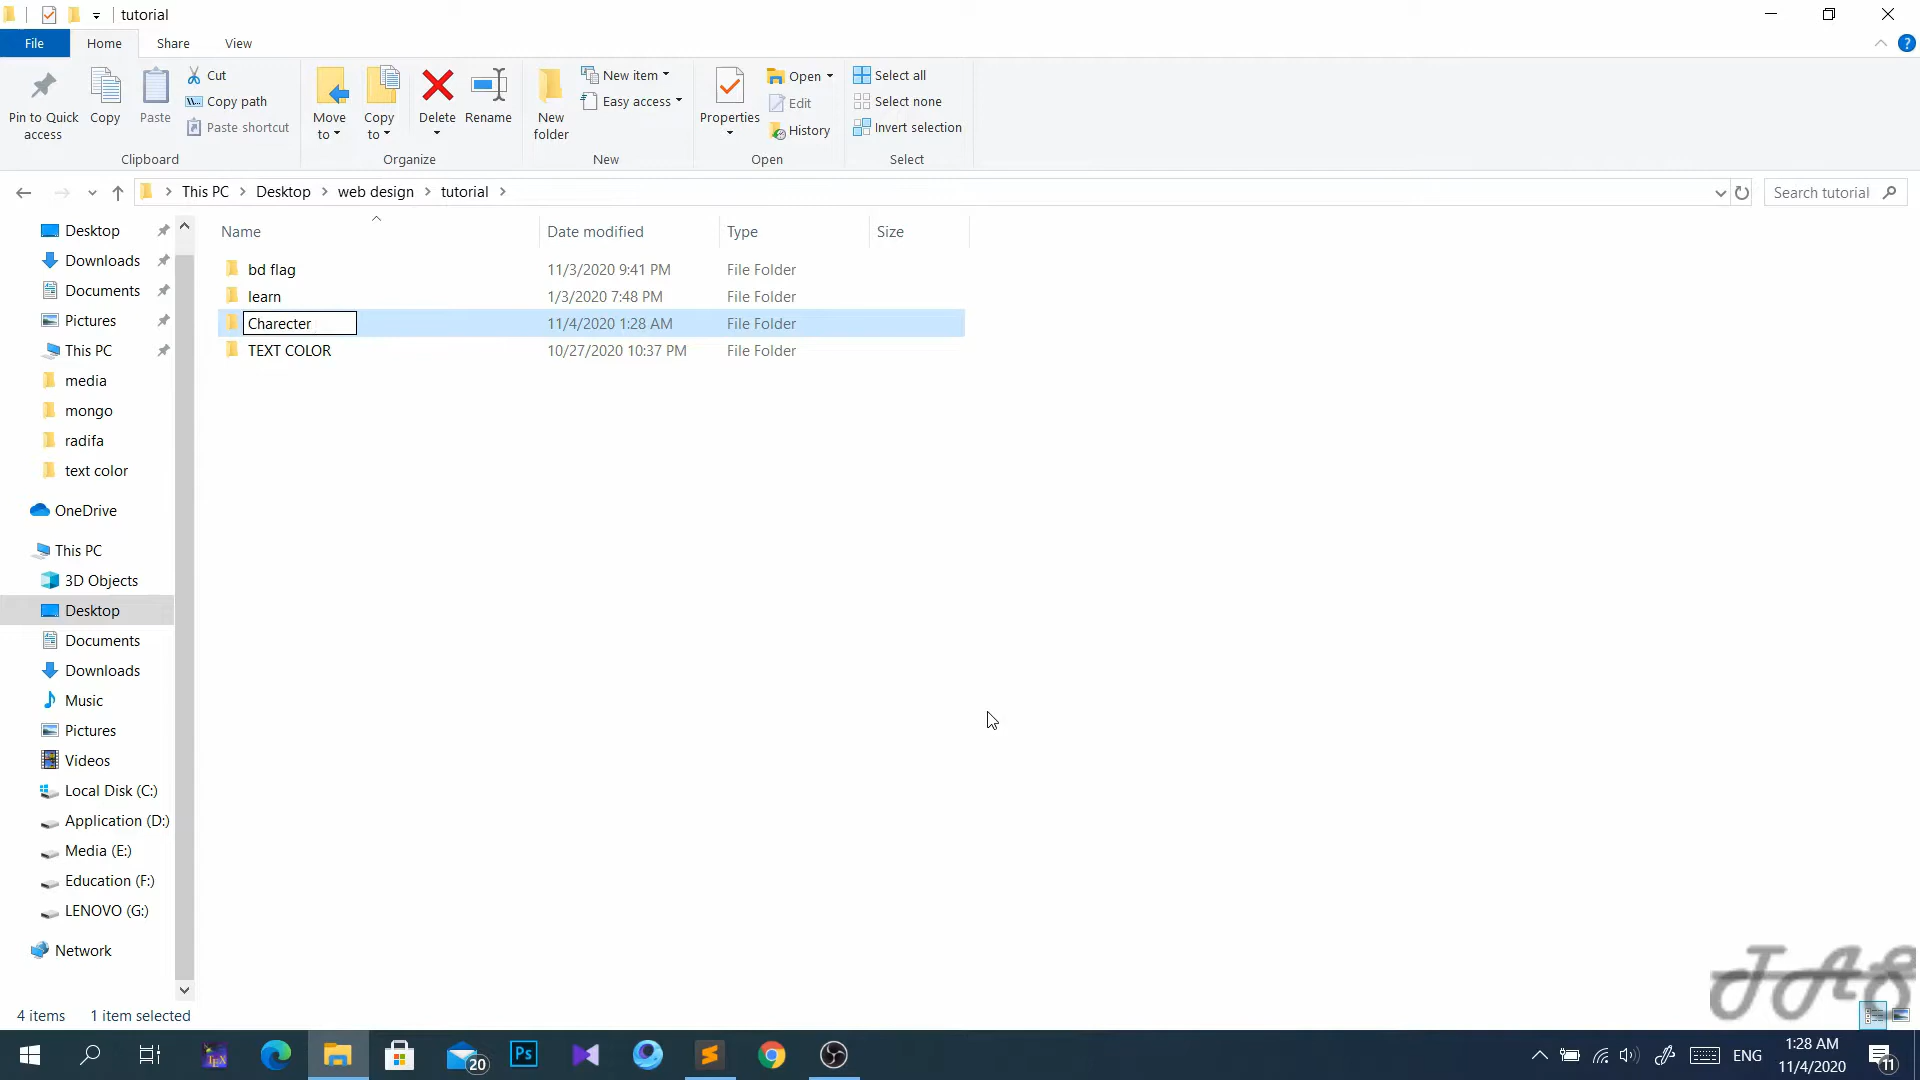 tutorial
File
Home
Share
View
Pin to Quick access
Copy
Paste
Cut
Copy path
Paste shortcut
Clipboard
Move to
Copy to
Delete
Rename
Organize
New folder
New item
Easy access
New
Properties
Open
Edit
History
Open
Select all
Select none
Invert selection
Select
This PC
Desktop
web design
tutorial
Search tutorial
Desktop
Downloads
Documents
Pictures
This PC
media
mongo
radifa
text color
OneDrive
This PC
3D Objects
Desktop
Documents
Downloads
Music
Pictures
Videos
Local Disk (C:)
Application (D:)
Media (E:)
Education (F:)
LENOVO (G:)
Network
Name Date modified Type Size
bd flag 11/3/2020 9:41 PM File Folder
learn 1/3/2020 7:48 PM File Folder
Charecter 11/4/2020 1:28 AM File Folder
TEXT COLOR 10/27/2020 10:37 PM File Folder
4 items 1 item selected
TEX
20
Ps
ENG
1:28 AM
11/4/2020
11